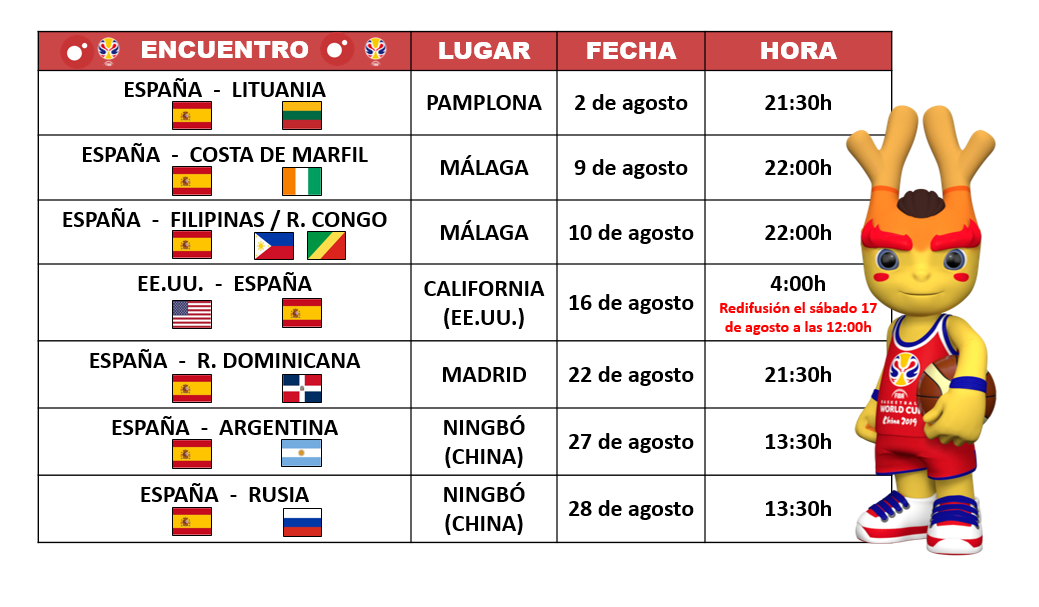 ENCUENTRO LUGAR FECHA HORA
ESPAÑA - LITUANIA PAMPLONA 2 de agosto 21:30h
ESPAÑA - COSTA DE MARFIL MÁLAGA 9 de agosto 22:00h
ESPAÑA - FILIPINAS / R. CONGO MÁLAGA 10 de agosto 22:00h
EE.UU. - ESPAÑA
CALIFORNIA
(EE.UU.)
16 de agosto
4:00h
Redifusión el sábado 17
de agosto a las 12:00h
ESPAÑA - R. DOMINICANA MADRID 22 de agosto 21:30h
ESPAÑA - ARGENTINA
NINGBÓ
(CHINA)
27 de agosto
13:30h
ESPAÑA - RUSIA
NINGBÓ
(CHINA)
28 de agosto
13:30h
FIBA
BASKETBALL
WORLD CUP
China 2019